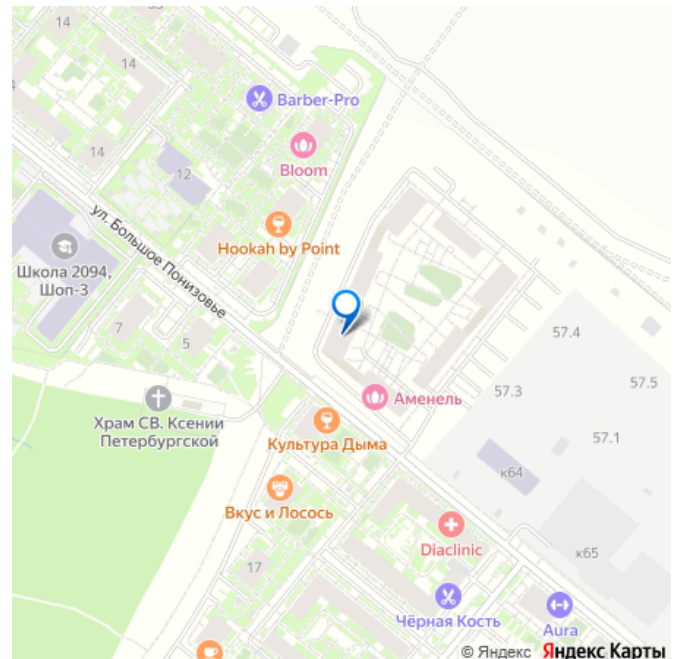 14
14
14
Barber-Pro
Bloom
12
ул. Большое Понизовье
Hookah by Point
Школа 2094,
Шоп-3
7
5
57.4
57.5
57.3
57.1
Аменель
Храм СВ. Ксении
Петербургской
Культура Дыма
к64
Вкус и Лосось
Diaclinic
к65
17
Чёрная Кость
Aura
© Яндекс Яндекс Карты